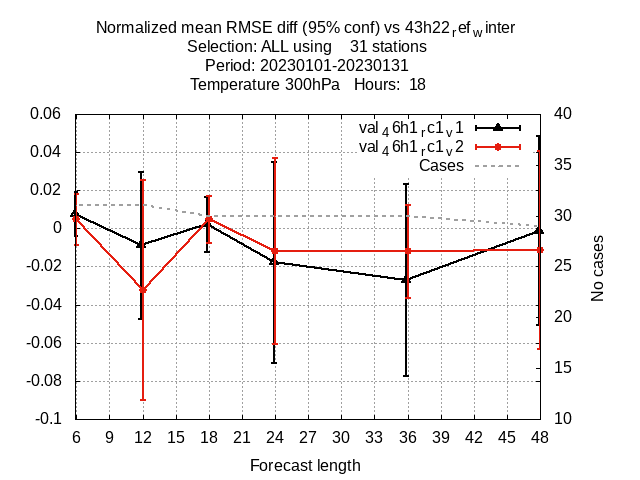 Normalized mean RMSE diff (95% conf) vs 43h22refwinter
Selection: ALL using 31 stations
Period: 20230101-20230131
Temperature 300hPa Hours: 18
val46h1rc1v1
val46h1rc1v2
Cases
0.06
0.04
0.02
0
-0.02
-0.04
-0.06
-0.08
-0.1
40
35
30
25
20
15
10
No cases
6 9 12 15 18 21 24 27 30 33 36 39 42 45 48
Forecast length